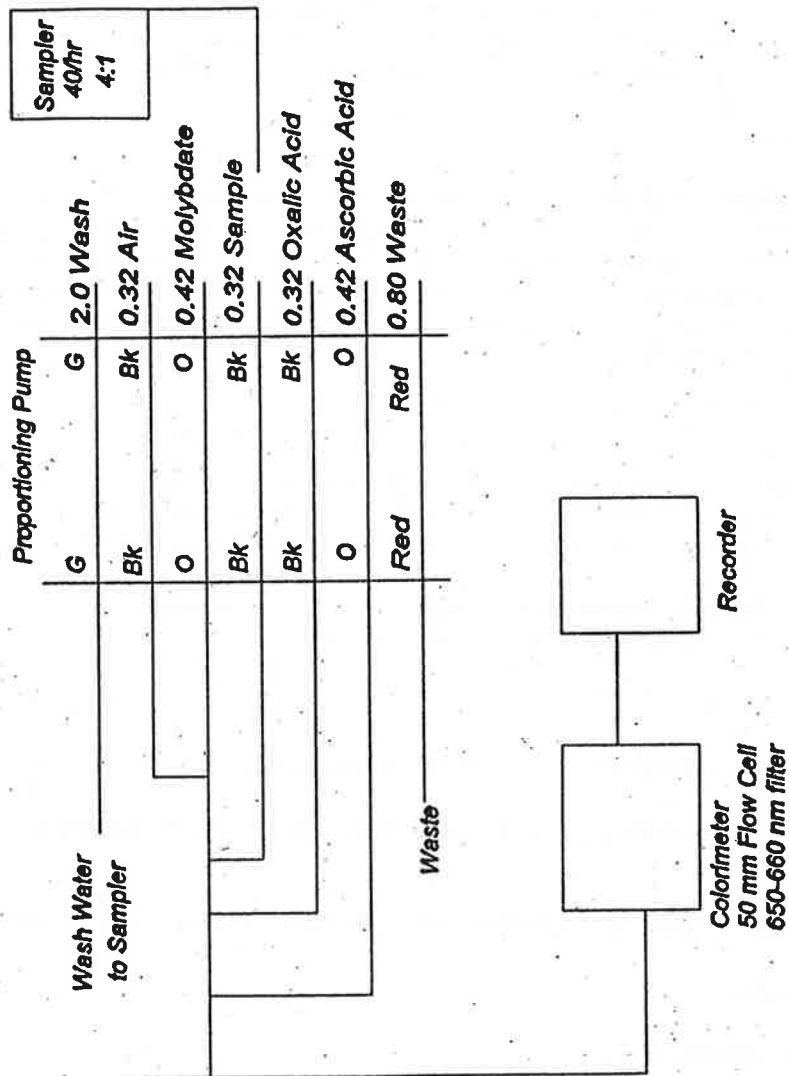 Sampler
40/hr
4:1
Proportioning Pump
G G 2.0 Wash
Bk Bk 0.32 Air
O O 0.42 Molybdate
Bk Bk 0.32 Sample
Bk Bk 0.32 Oxalic Acid
O O 0.42 Ascorbic Acid
Red Red 0.80 Waste
Wash Water
to Sampler
Waste
Colorimeter
50 mm Flow Cell
650-660 nm filter
Recorder